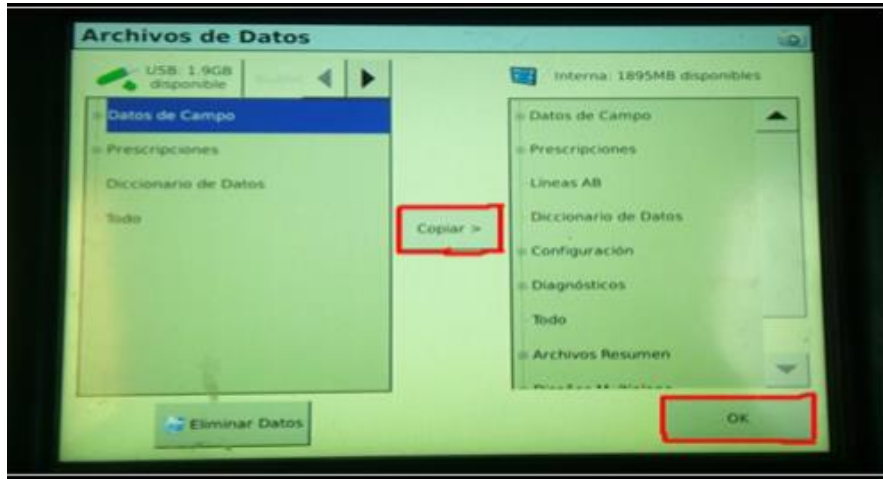 Archivos de Datos
USB: 1.9GB
disponible
Interna: 1895MB disponibles
Datos de Campo
Prescripciones
Diccionario de Datos
Todo
Copiar >
Datos de Campo
Prescripciones
Lineas AB
Diccionario de Datos
Configuración
Diagnósticos
Todo
Archivos Resumen
Eliminar Datos
OK